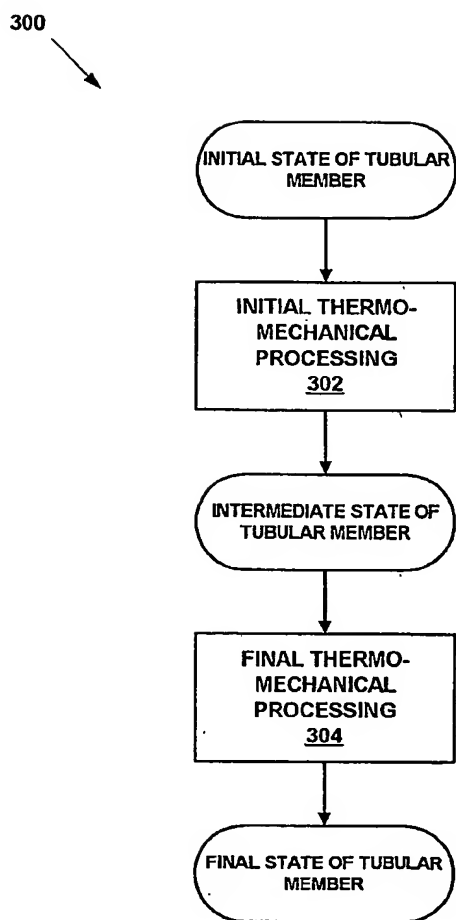 300
INITIAL STATE OF TUBULAR
MEMBER
INITIAL THERMO-
MECHANICAL
PROCESSING
302
INTERMEDIATE STATE OF
TUBULAR MEMBER
FINAL THERMO-
MECHANICAL
PROCESSING
304
FINAL STATE OF TUBULAR
MEMBER